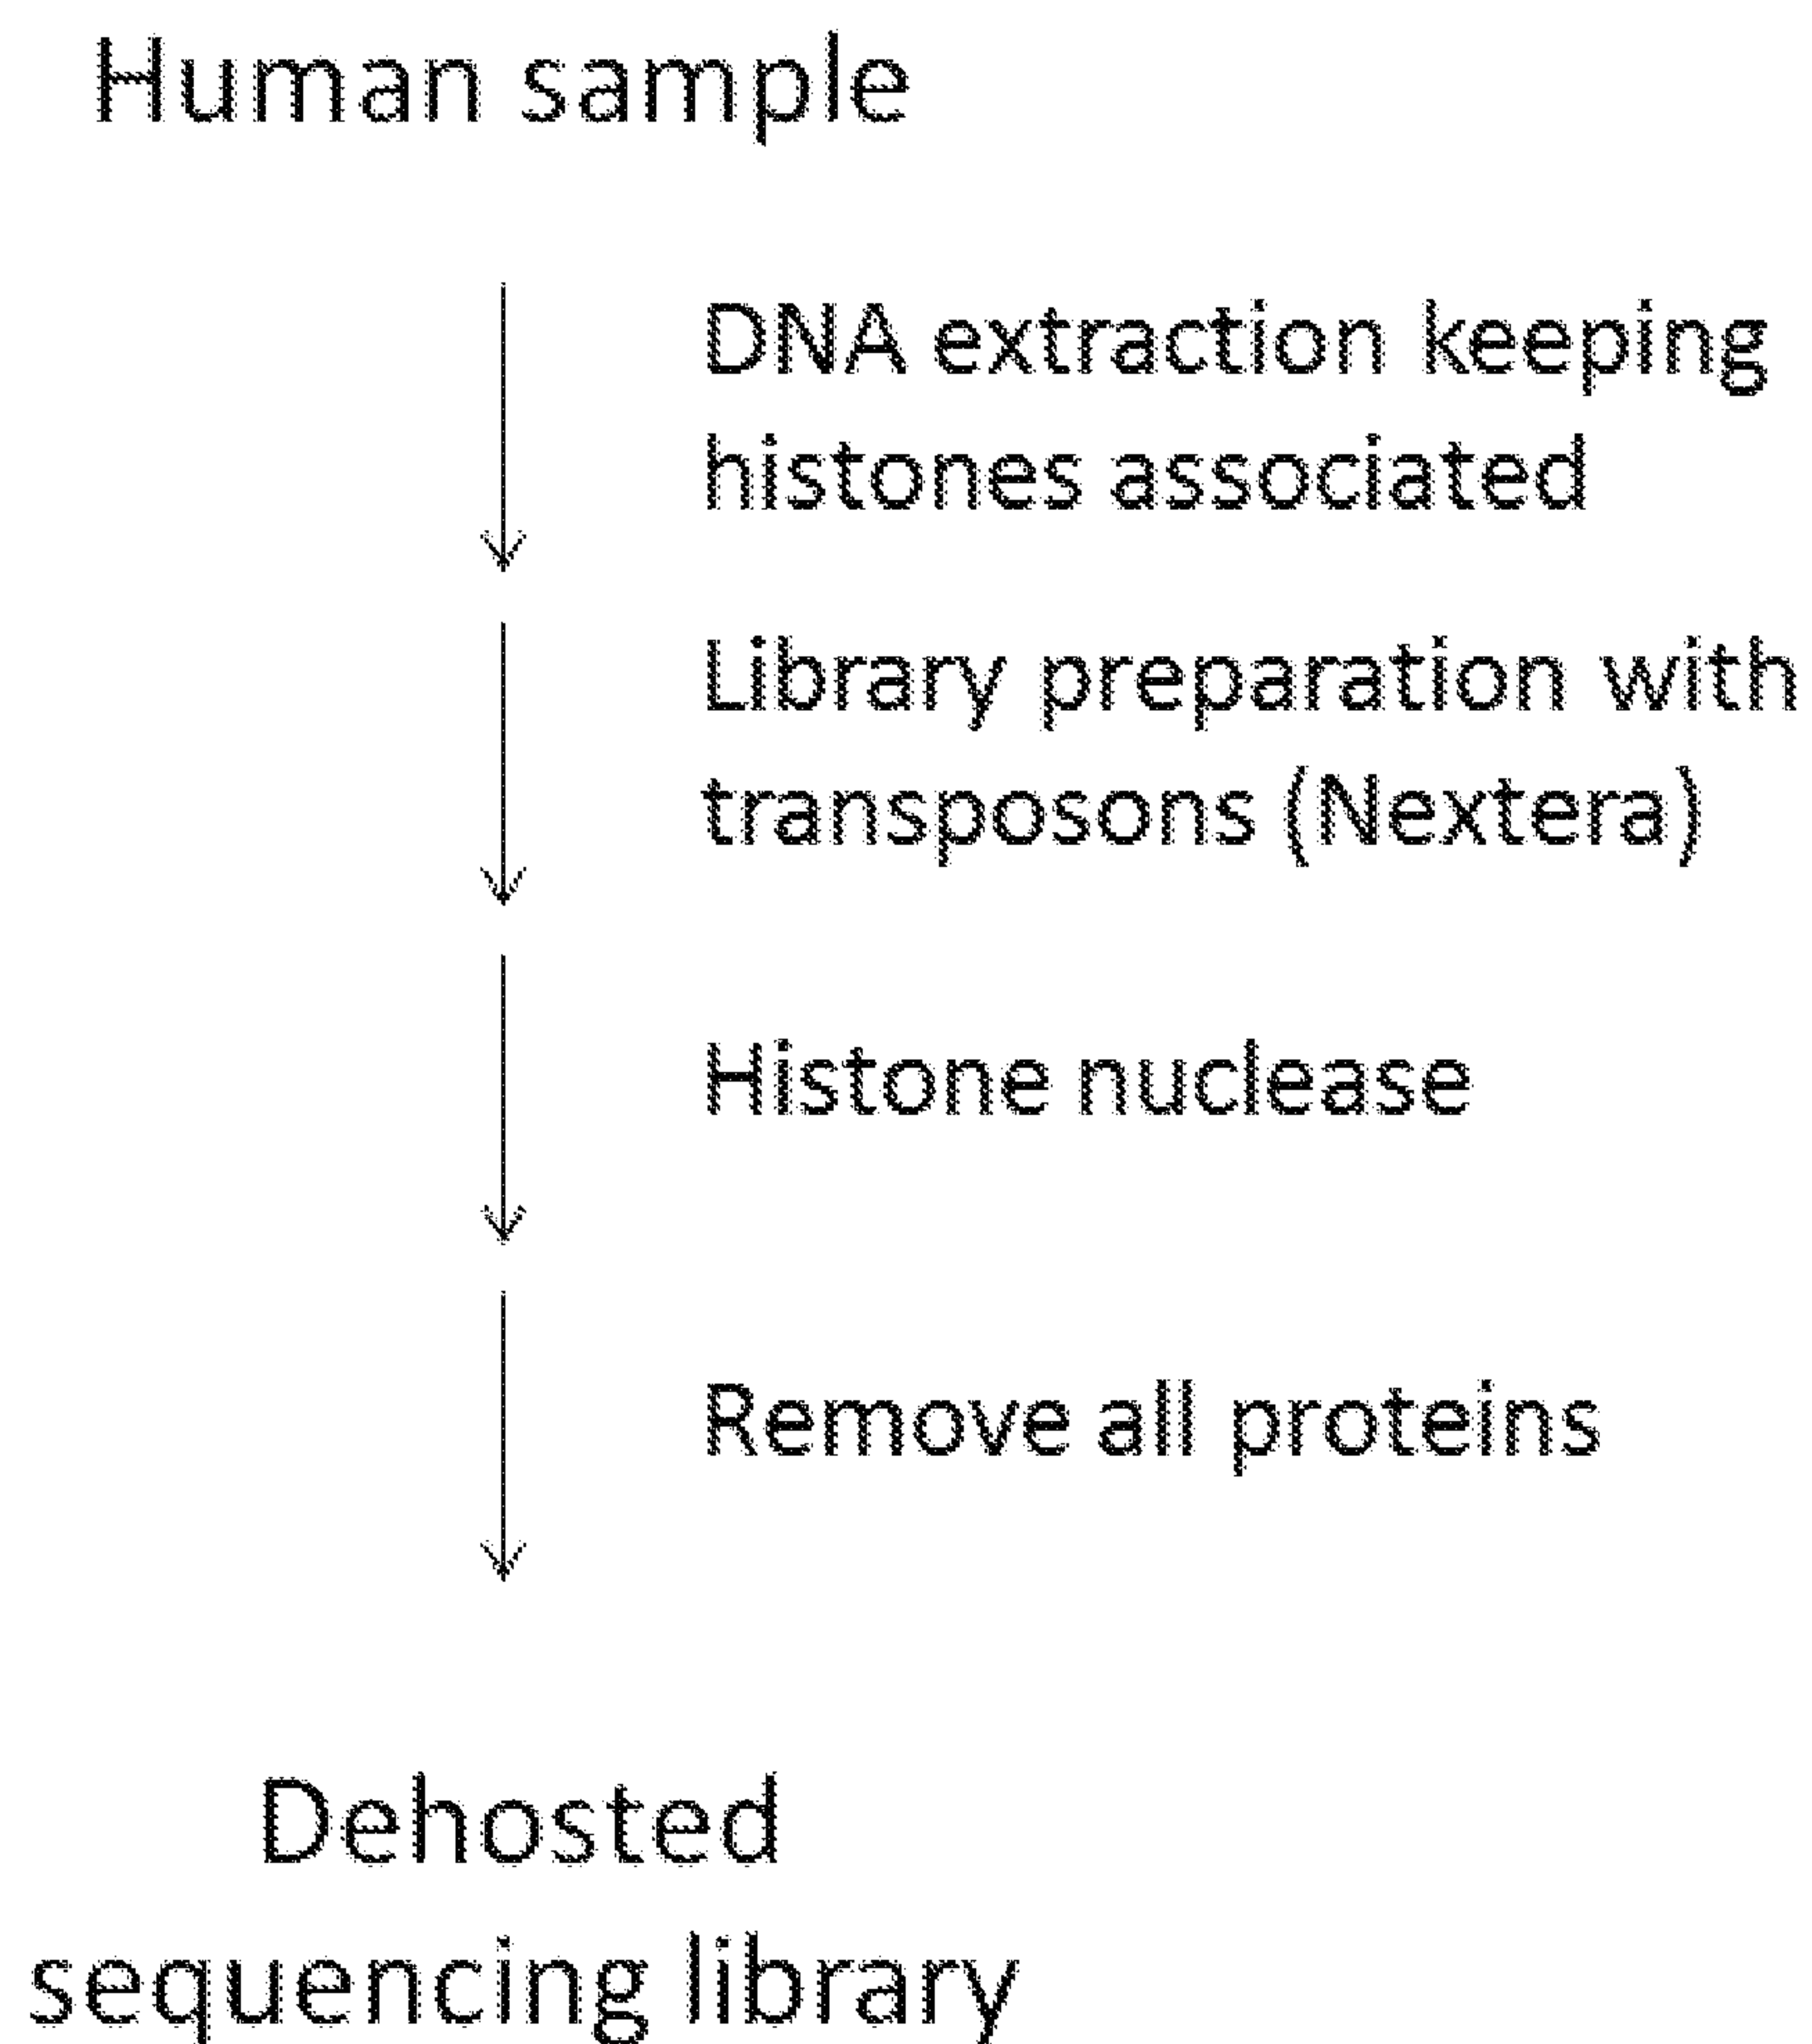 Human sample
DNA extraction keeping
histones associated
Library preparation with
transposons (Nextera)
Histone nuclease
Remove all proteins
Dehosted
sequencing library